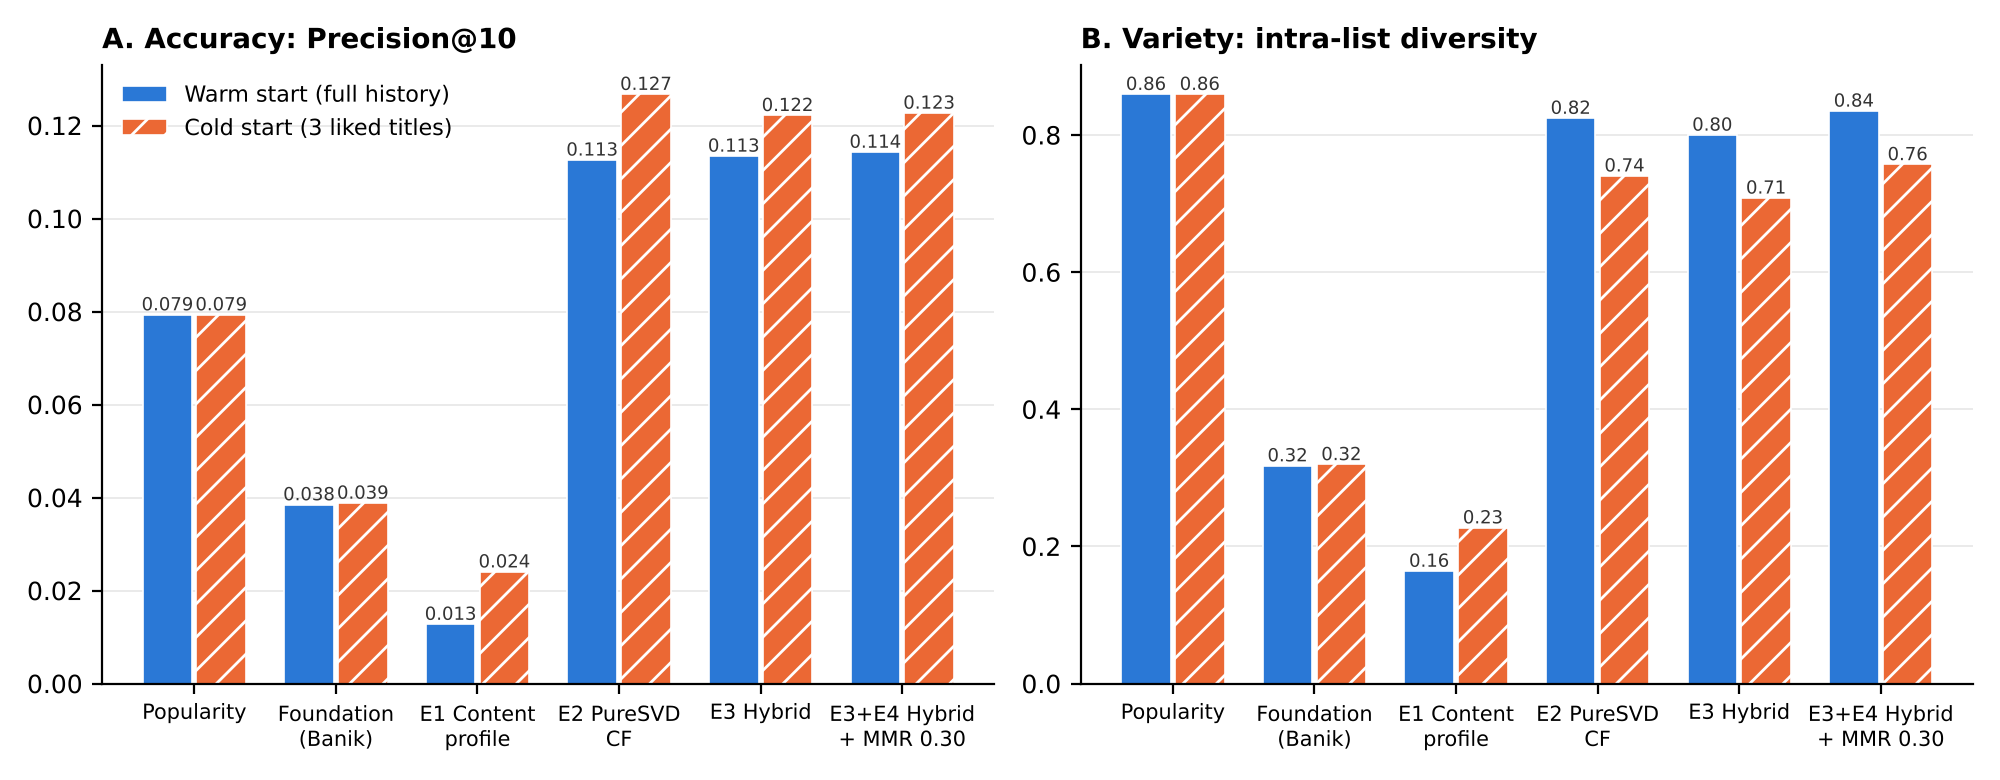 A. Accuracy: Precision@10
Warm start (full history)
Cold start (3 liked titles)
0.12
0.10
0.08
0.06
0.04
0.02
0.00
0.079 0.079
0.038 0.039
0.013 0.024
0.113 0.127
0.113 0.122
0.114 0.123
Popularity
Foundation
(Banik)
E1 Content
profile
E2 PureSVD
CF
E3 Hybrid
E3+E4 Hybrid
+ MMR 0.30
B. Variety: intra-list diversity
0.8
0.6
0.4
0.2
0.0
0.86 0.86
0.32 0.32
0.16 0.23
0.82 0.74
0.80 0.71
0.84 0.76
Popularity
Foundation
(Banik)
E1 Content
profile
E2 PureSVD
CF
E3 Hybrid
E3+E4 Hybrid
+ MMR 0.30